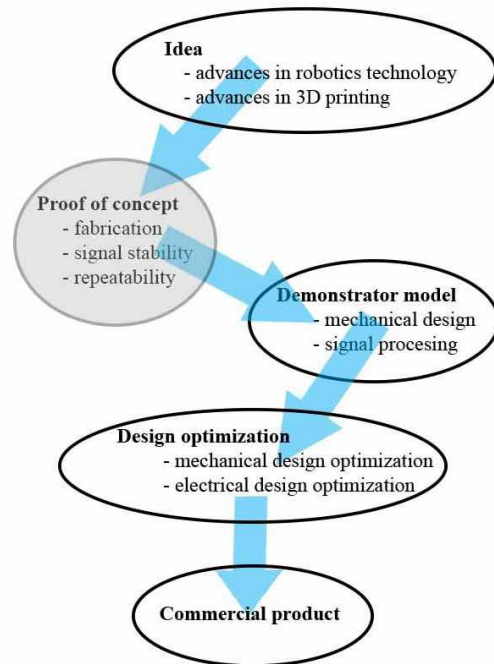 Idea
- advances in robotics technology
- advances in 3D printing
Proof of concept
- fabrication
- signal stability
- repeatability
Demonstrator model
- mechanical design
- signal procesing
Design optimization
- mechanical design optimization
- electrical design optimization
Commercial product